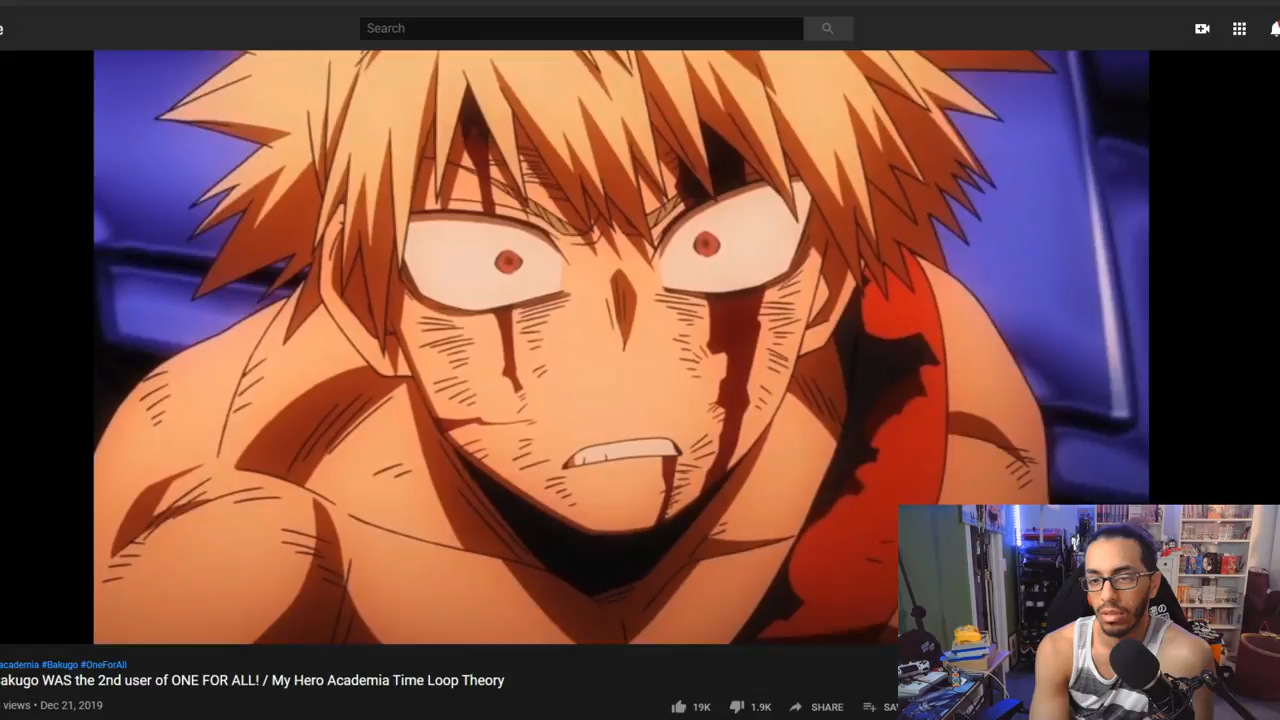 Search
academia #Bakugo #OneForAll
akugo WAS the 2nd user of ONE FOR ALL! / My Hero Academia Time Loop Theory
views • Dec 21, 2019
19K
1.9K
SHARE
SA